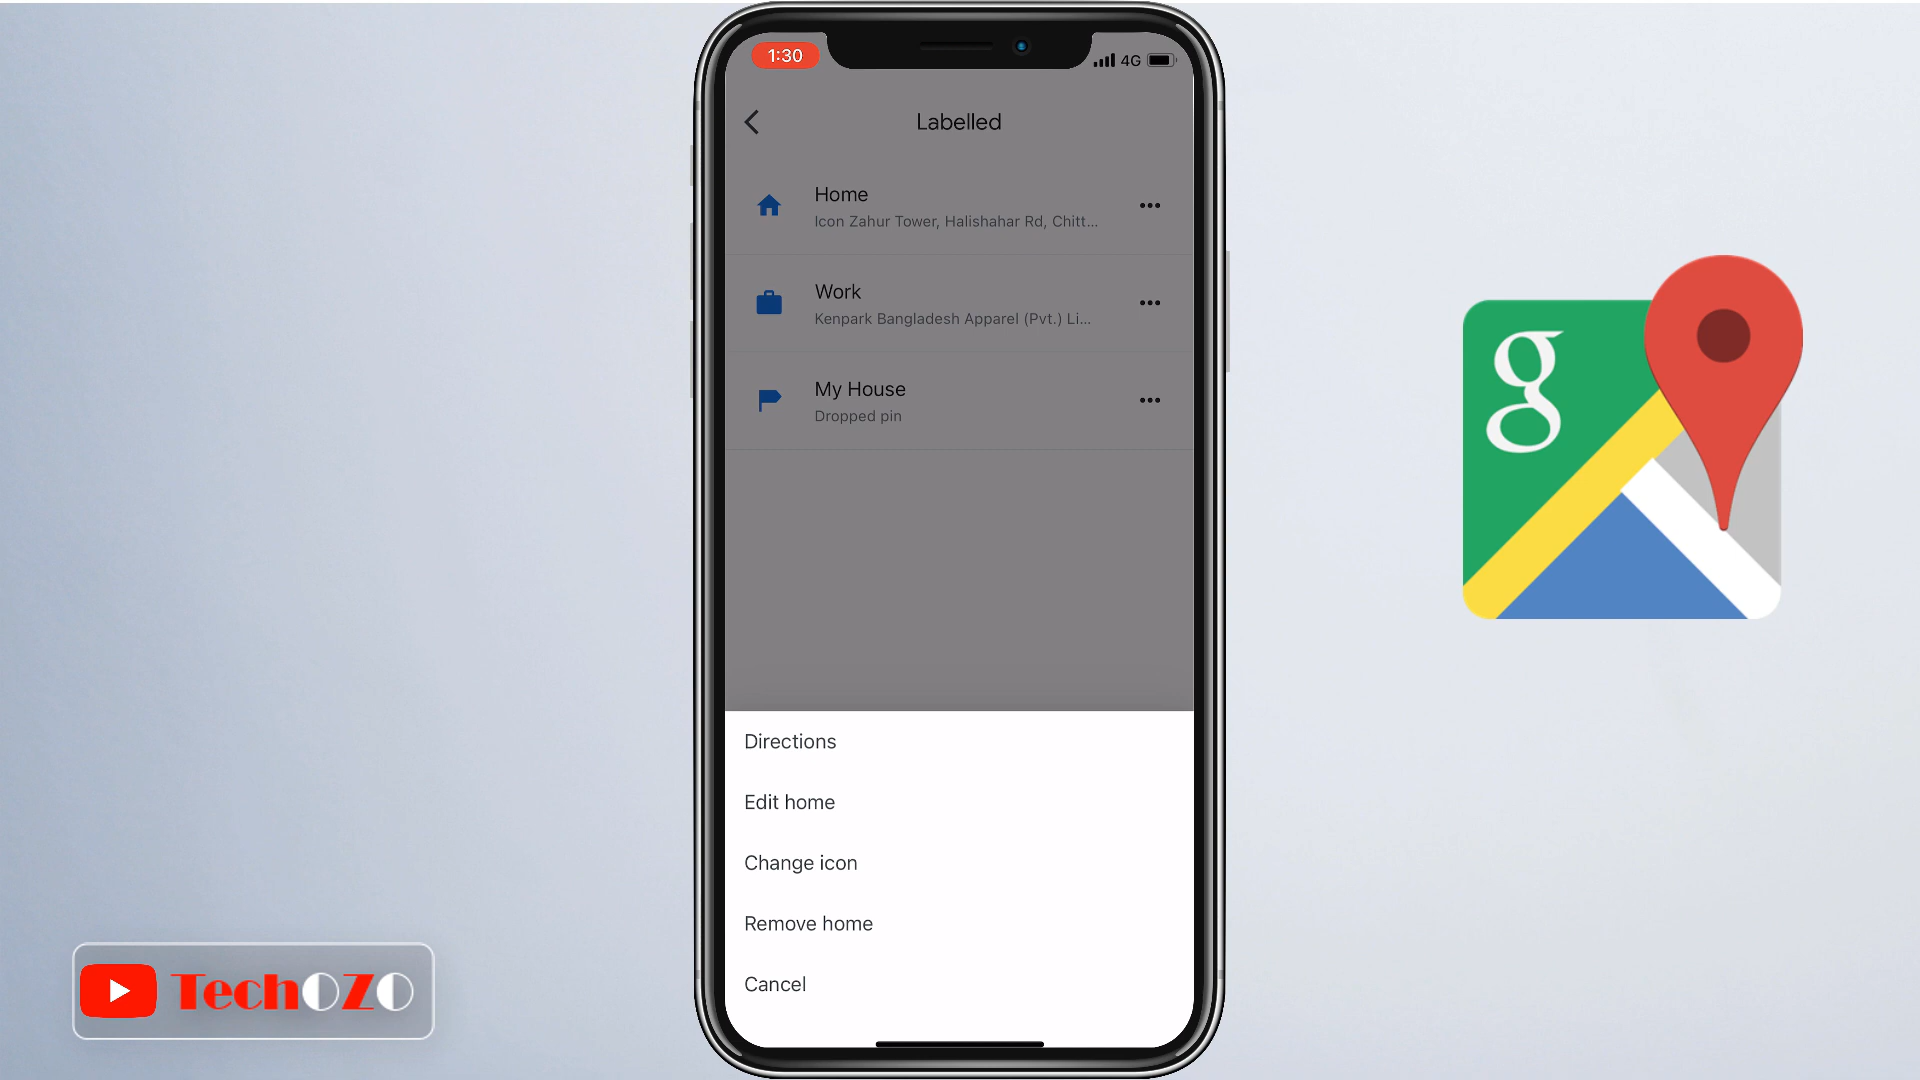 1:30
4G
Labelled
Home
Icon Zahur Tower, Halishahar Rd, Chitt...
Work
Kenpark Bangladesh Apparel (Pvt.) Li...
My House
Dropped pin
Directions
Edit home
Change icon
Remove home
Cancel
g
TechOZO